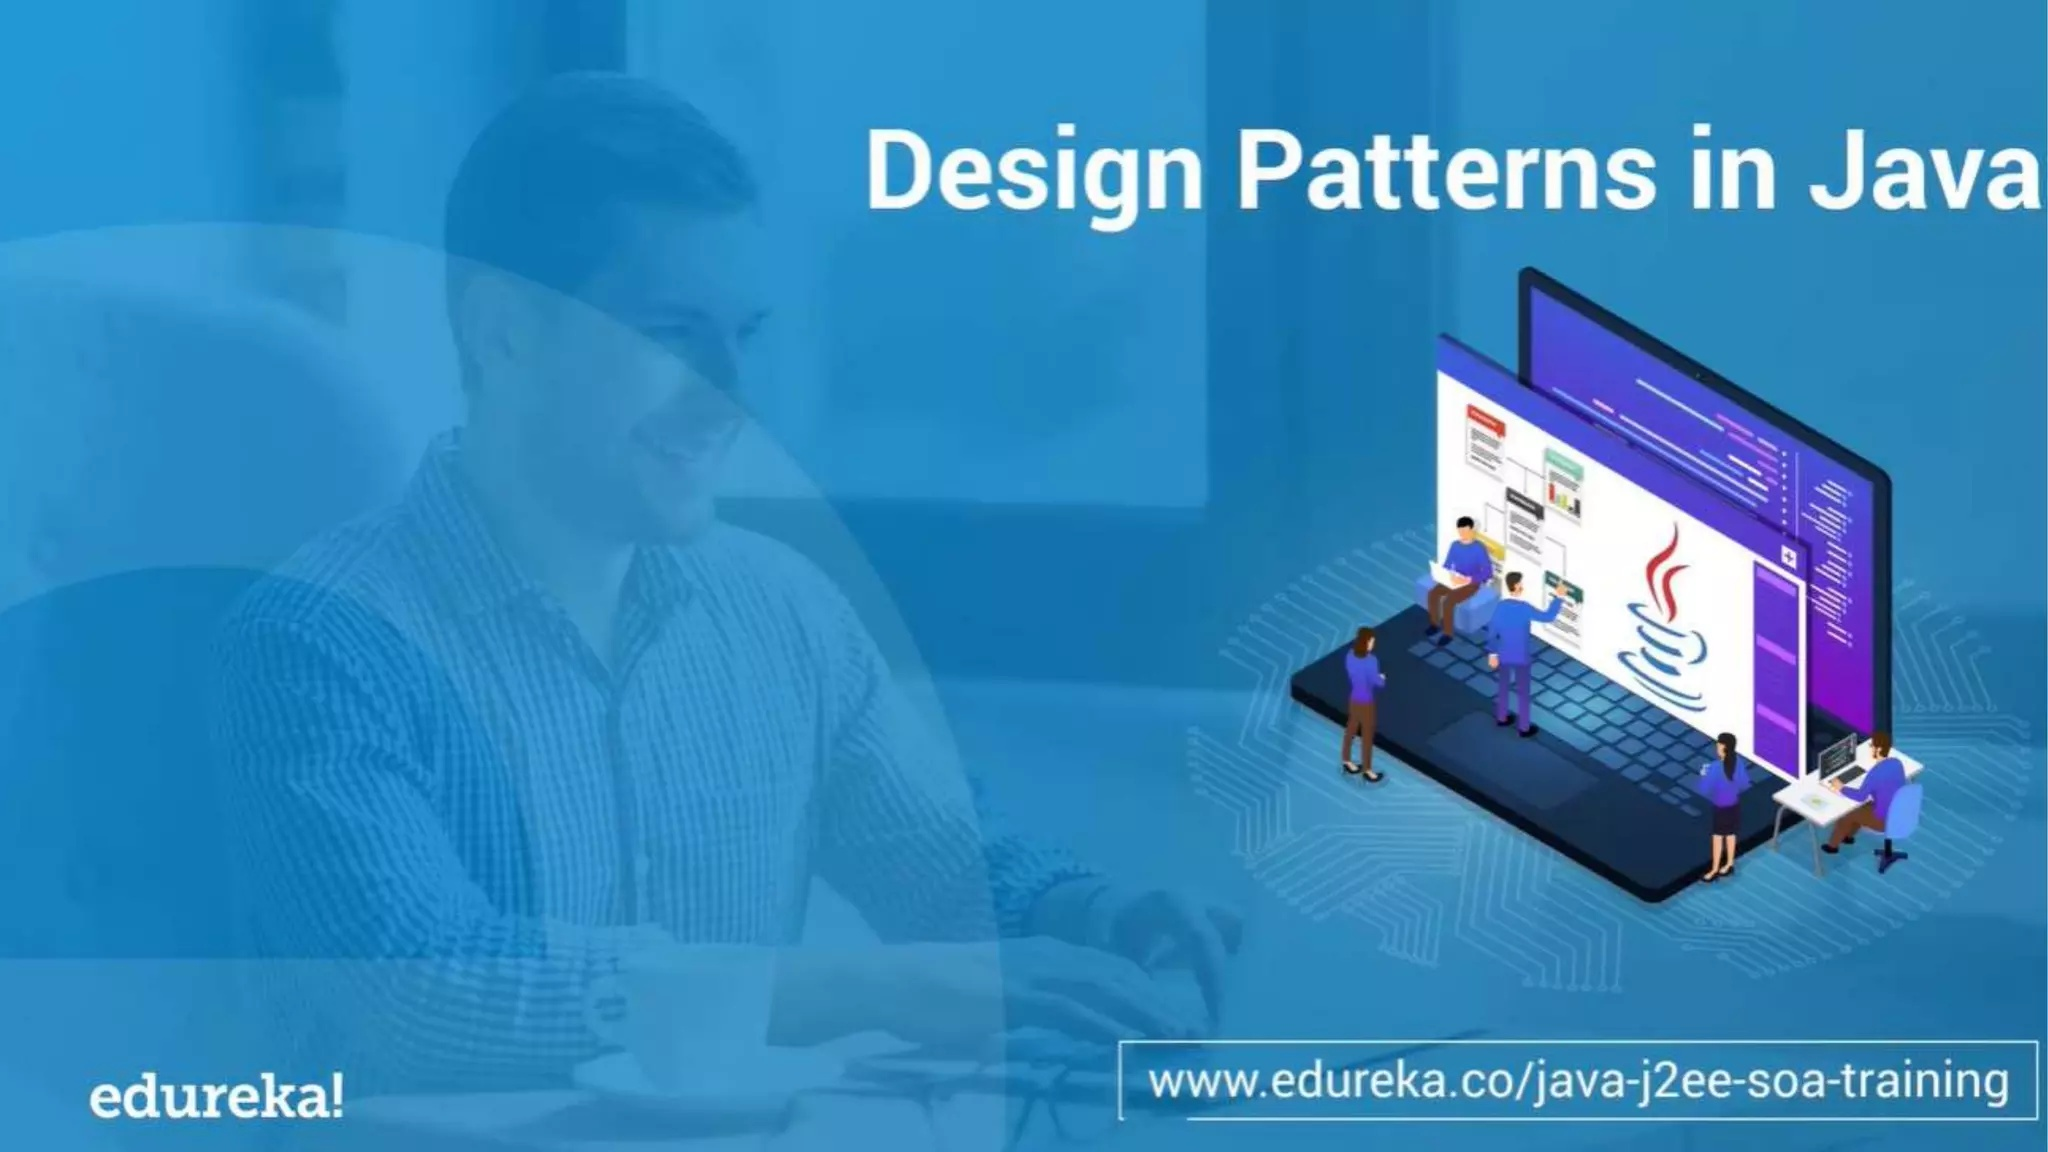 Design Patterns in Java
edureka!
www.edureka.co/java-j2ee-soa-training